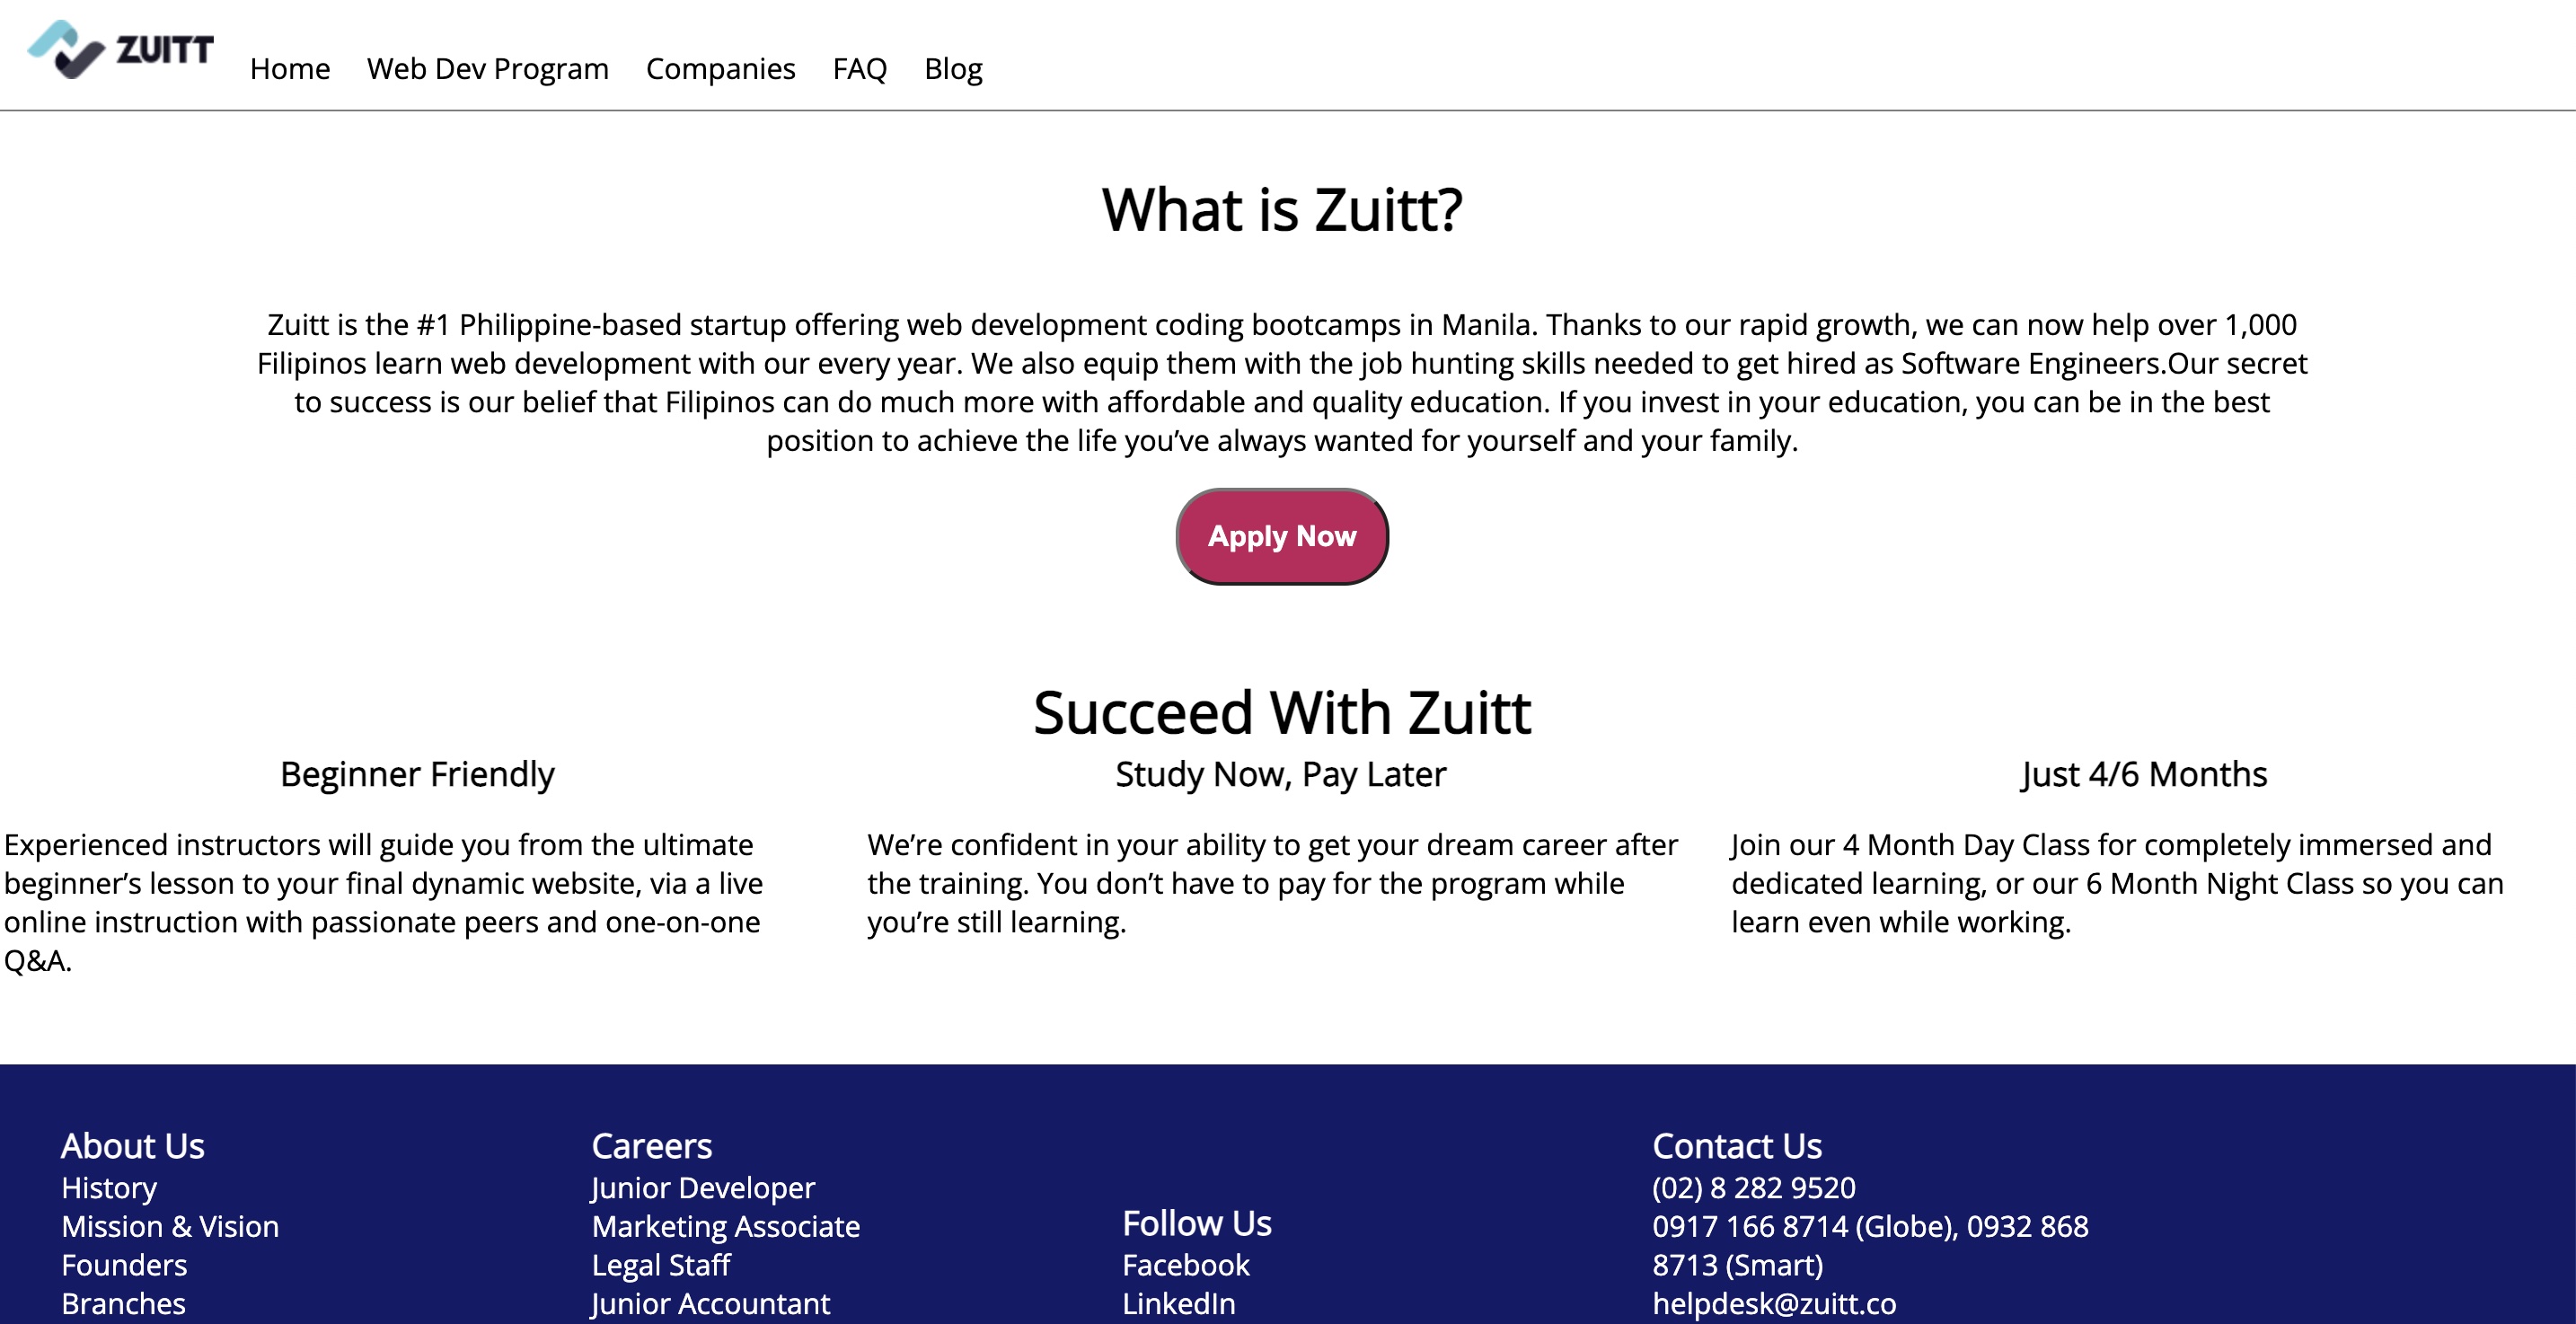 ZUITT
Home
Web Dev Program
Companies
FAQ
Blog
What is Zuitt?
Zuitt is the #1 Philippine-based startup offering web development coding bootcamps in Manila. Thanks to our rapid growth, we can now help over 1,000
Filipinos learn web development with our every year. We also equip them with the job hunting skills needed to get hired as Software Engineers.Our secret
to success is our belief that Filipinos can do much more with affordable and quality education. If you invest in your education, you can be in the best
position to achieve the life you’ve always wanted for yourself and your family.
Apply Now
Succeed With Zuitt
Beginner Friendly
Experienced instructors will guide you from the ultimate
beginner’s lesson to your final dynamic website, via a live
online instruction with passionate peers and one-on-one
Q&A.
Study Now, Pay Later
We’re confident in your ability to get your dream career after
the training. You don’t have to pay for the program while
you’re still learning.
Just 4/6 Months
Join our 4 Month Day Class for completely immersed and
dedicated learning, or our 6 Month Night Class so you can
learn even while working.
About Us
History
Mission & Vision
Founders
Branches
Careers
Junior Developer
Marketing Associate
Legal Staff
Junior Accountant
Follow Us
Facebook
LinkedIn
Contact Us
(02) 8 282 9520
0917 166 8714 (Globe), 0932 868
8713 (Smart)
helpdesk@zuitt.co